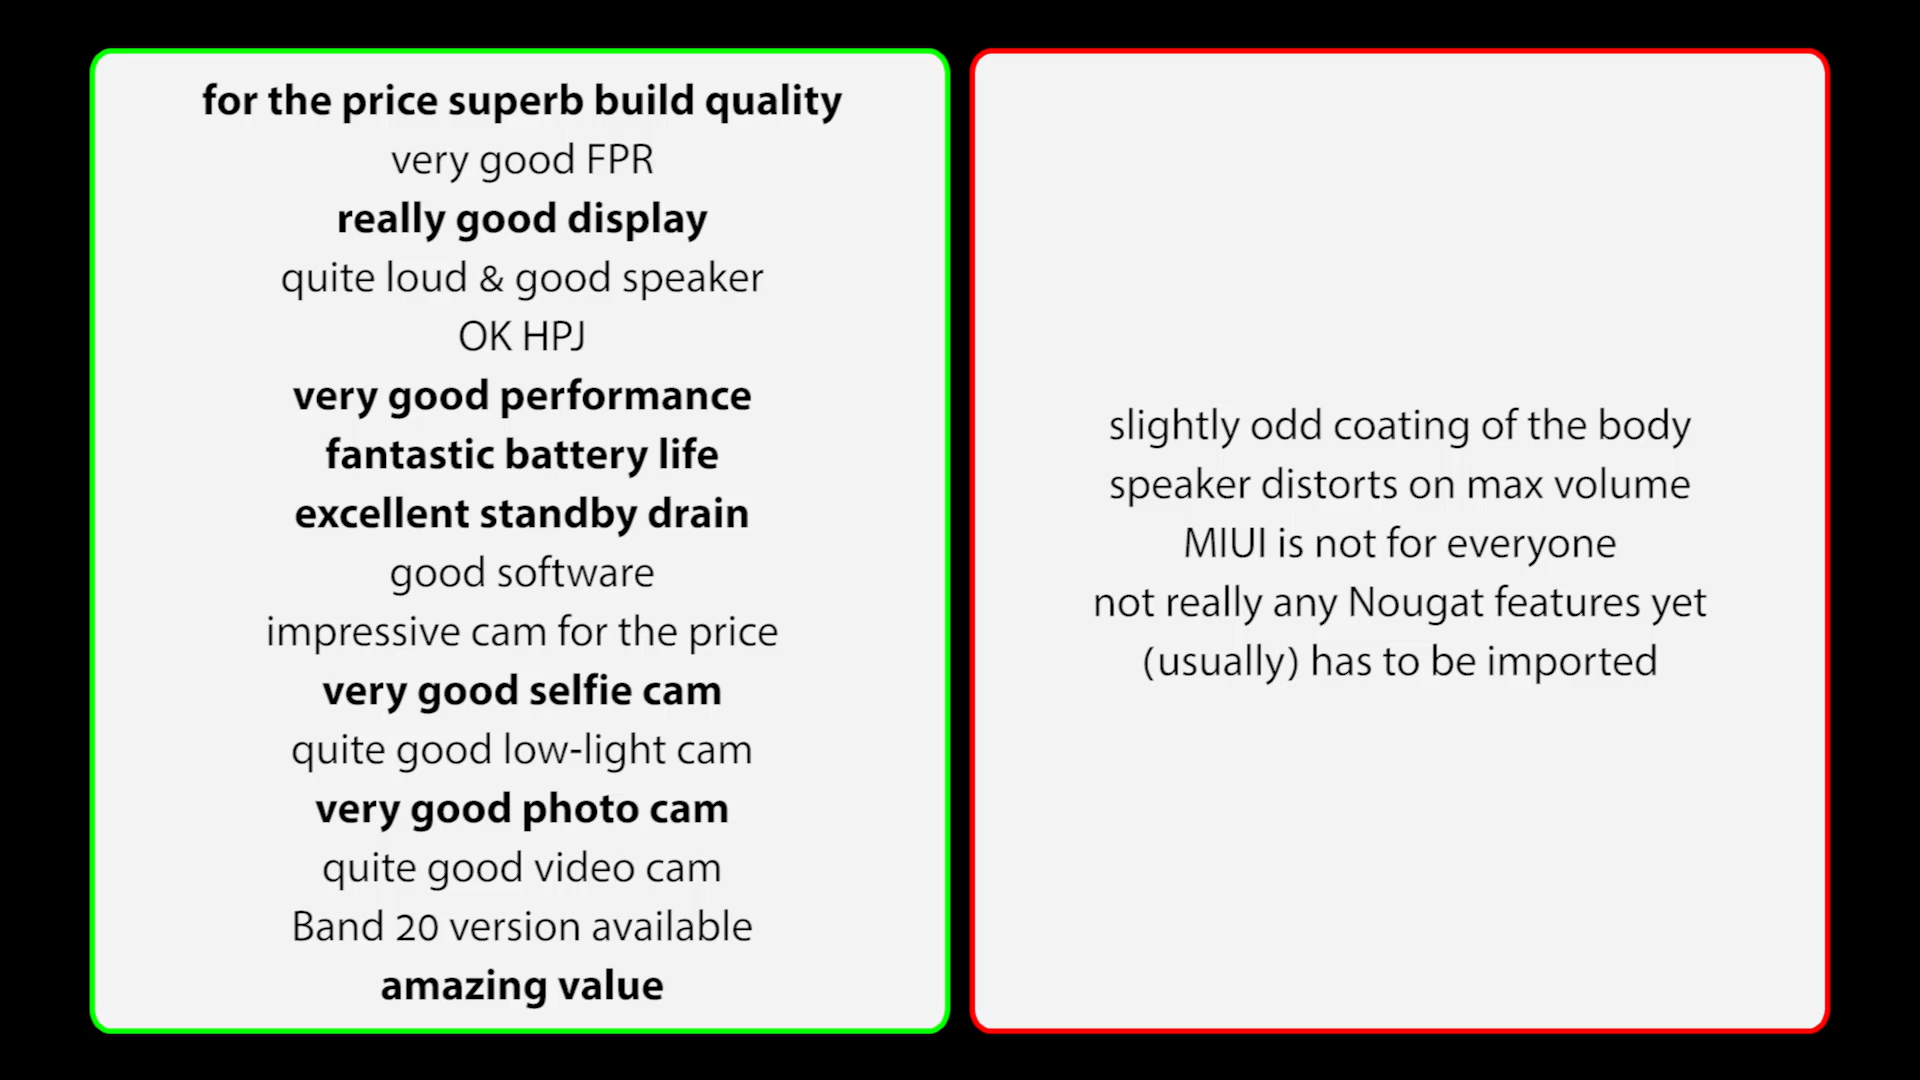 for the price superb build quality
very good FPR
really good display
quite loud & good speaker
OK HPJ
very good performance
fantastic battery life
excellent standby drain
good software
impressive cam for the price
very good selfie cam
quite good low-light cam
very good photo cam
quite good video cam
Band 20 version available
amazing value
slightly odd coating of the body
speaker distorts on max volume
MIUI is not for everyone
not really any Nougat features yet
(usually) has to be imported